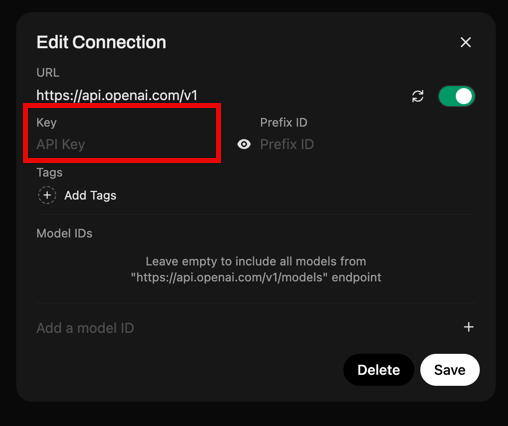 Edit Connection
URL
https://api.openai.com/v1
Key
Prefix ID
API Key
Prefix ID
Tags
Add Tags
Model IDs
Leave empty to include all models from
"https://api.openai.com/v1/models" endpoint
Add a model ID
Delete
Save